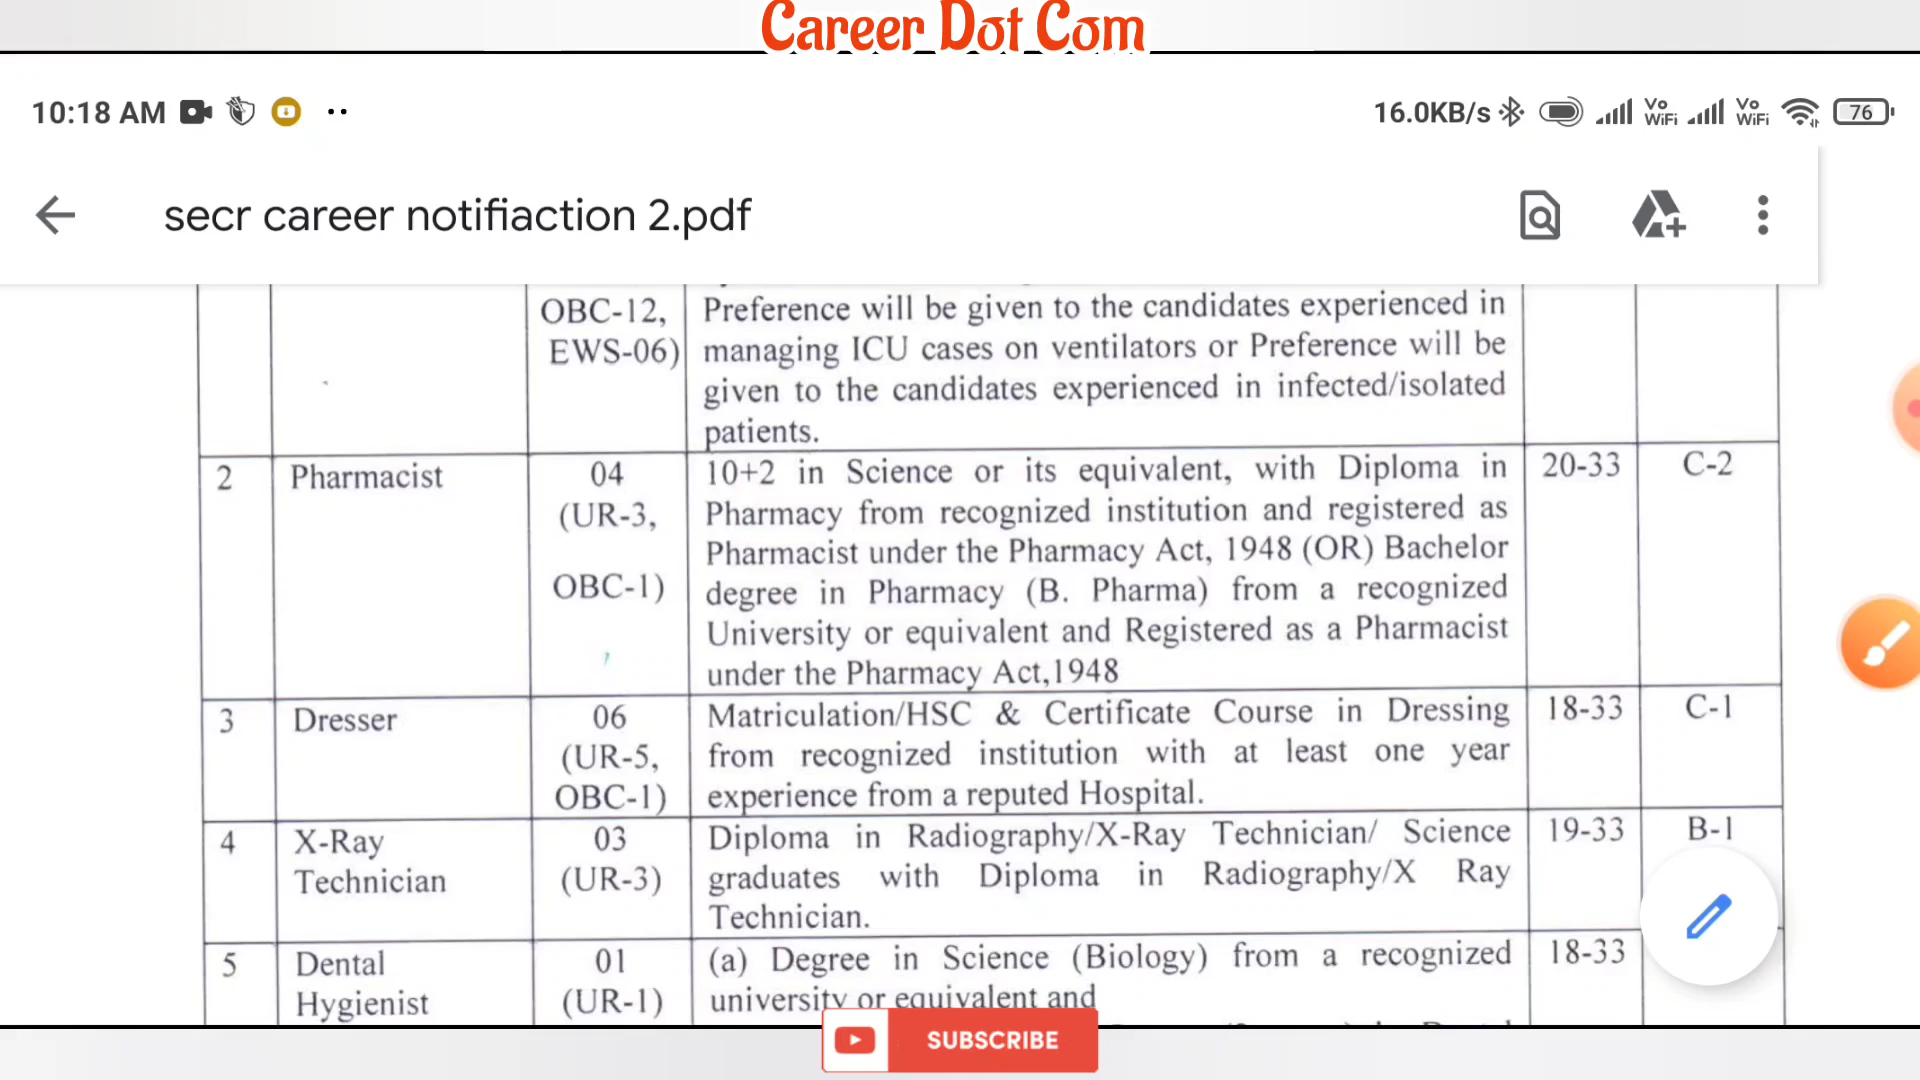 Career Dot Com
10:18 AM ..
16.0KB/s Vo WiFi Vo WiFi 76
secr career notifiaction 2.pdf
OBC-12,
EWS-06)
Preference will be given to the candidates experienced in
managing ICU cases on ventilators or Preference will be
given to the candidates experienced in infected/isolated
patients.
2 Pharmacist
04
(UR-3,
OBC-1)
10+2 in Science or its equivalent, with Diploma in
Pharmacy from recognized institution and registered as
Pharmacist under the Pharmacy Act, 1948 (OR) Bachelor
degree in Pharmacy (B. Pharma) from a recognized
University or equivalent and Registered as a Pharmacist
under the Pharmacy Act,1948
20-33
C-2
3 Dresser
06
(UR-5,
OBC-1)
Matriculation/HSC & Certificate Course in Dressing
from recognized institution with at least one year
experience from a reputed Hospital.
18-33
C-1
4 X-Ray
Technician
03
(UR-3)
Diploma in Radiography/X-Ray Technician/ Science
graduates with Diploma in Radiography/X Ray
Technician.
19-33
B-1
5 Dental
Hygienist
01
(UR-1)
(a) Degree in Science (Biology) from a recognized
university or equivalent and
18-33
SUBSCRIBE